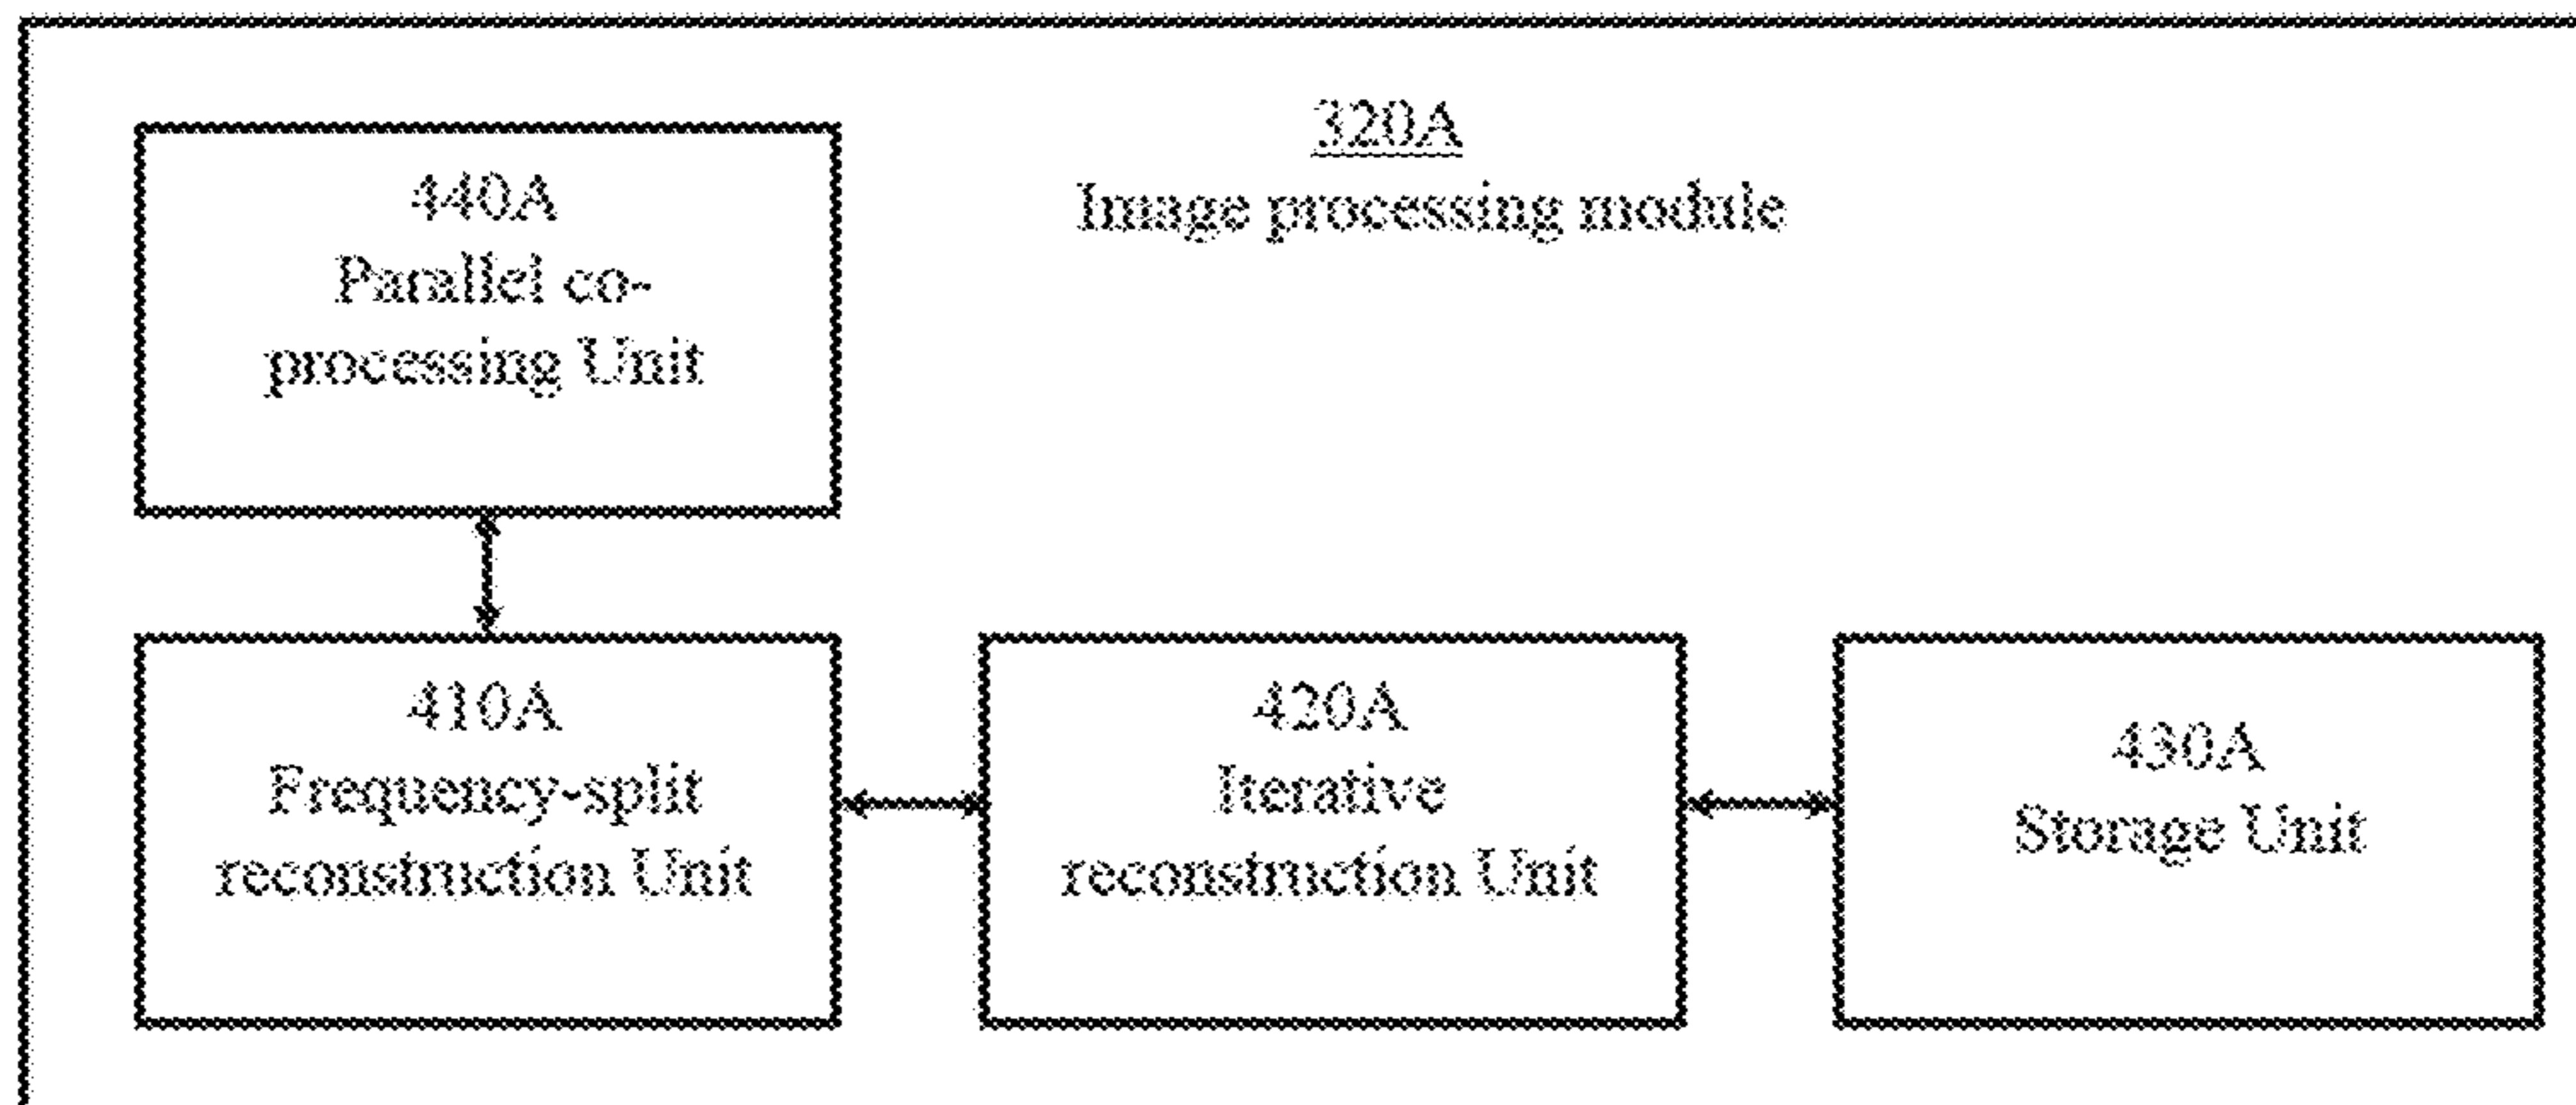 320A
Image processing module
440A
Parallel co-
processing Unit
410A
Frequency-split
reconstruction Unit
420A
Iterative
reconstruction Unit
430A
Storage Unit